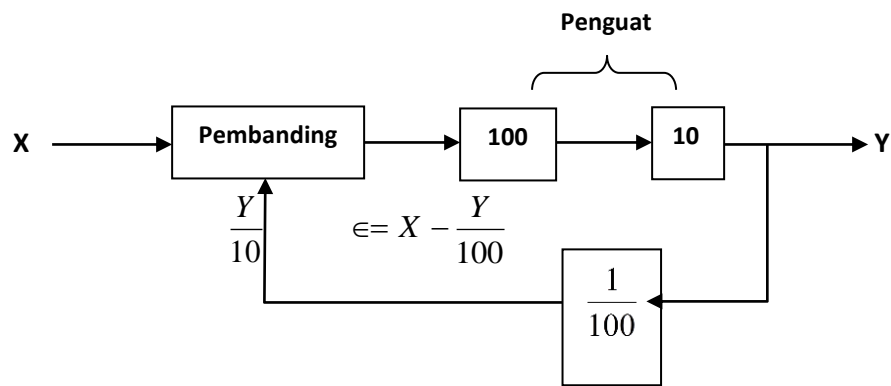 Penguat
X
Pembanding
100
10
Y
Y/10
∈= X − Y/100
1/100